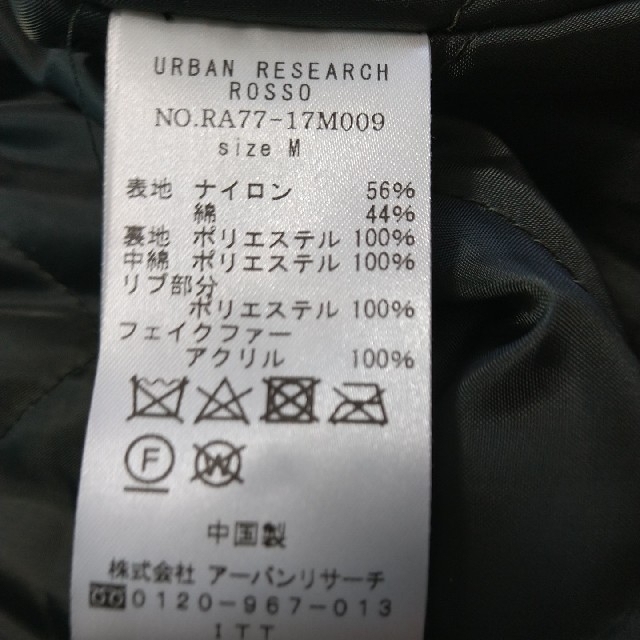 URBAN RESEARCH
ROSSO
NO.RA77-17M009
size M
表地 ナイロン 56%
綿 44%
裏地 ポリエステル 100%
中綿 ポリエステル 100%
リブ部分
ポリエステル 100%
フェイクファー
アクリル 100%
F W
中国製
株式会社 アーバンリサーチ
0120-967-013
ITT